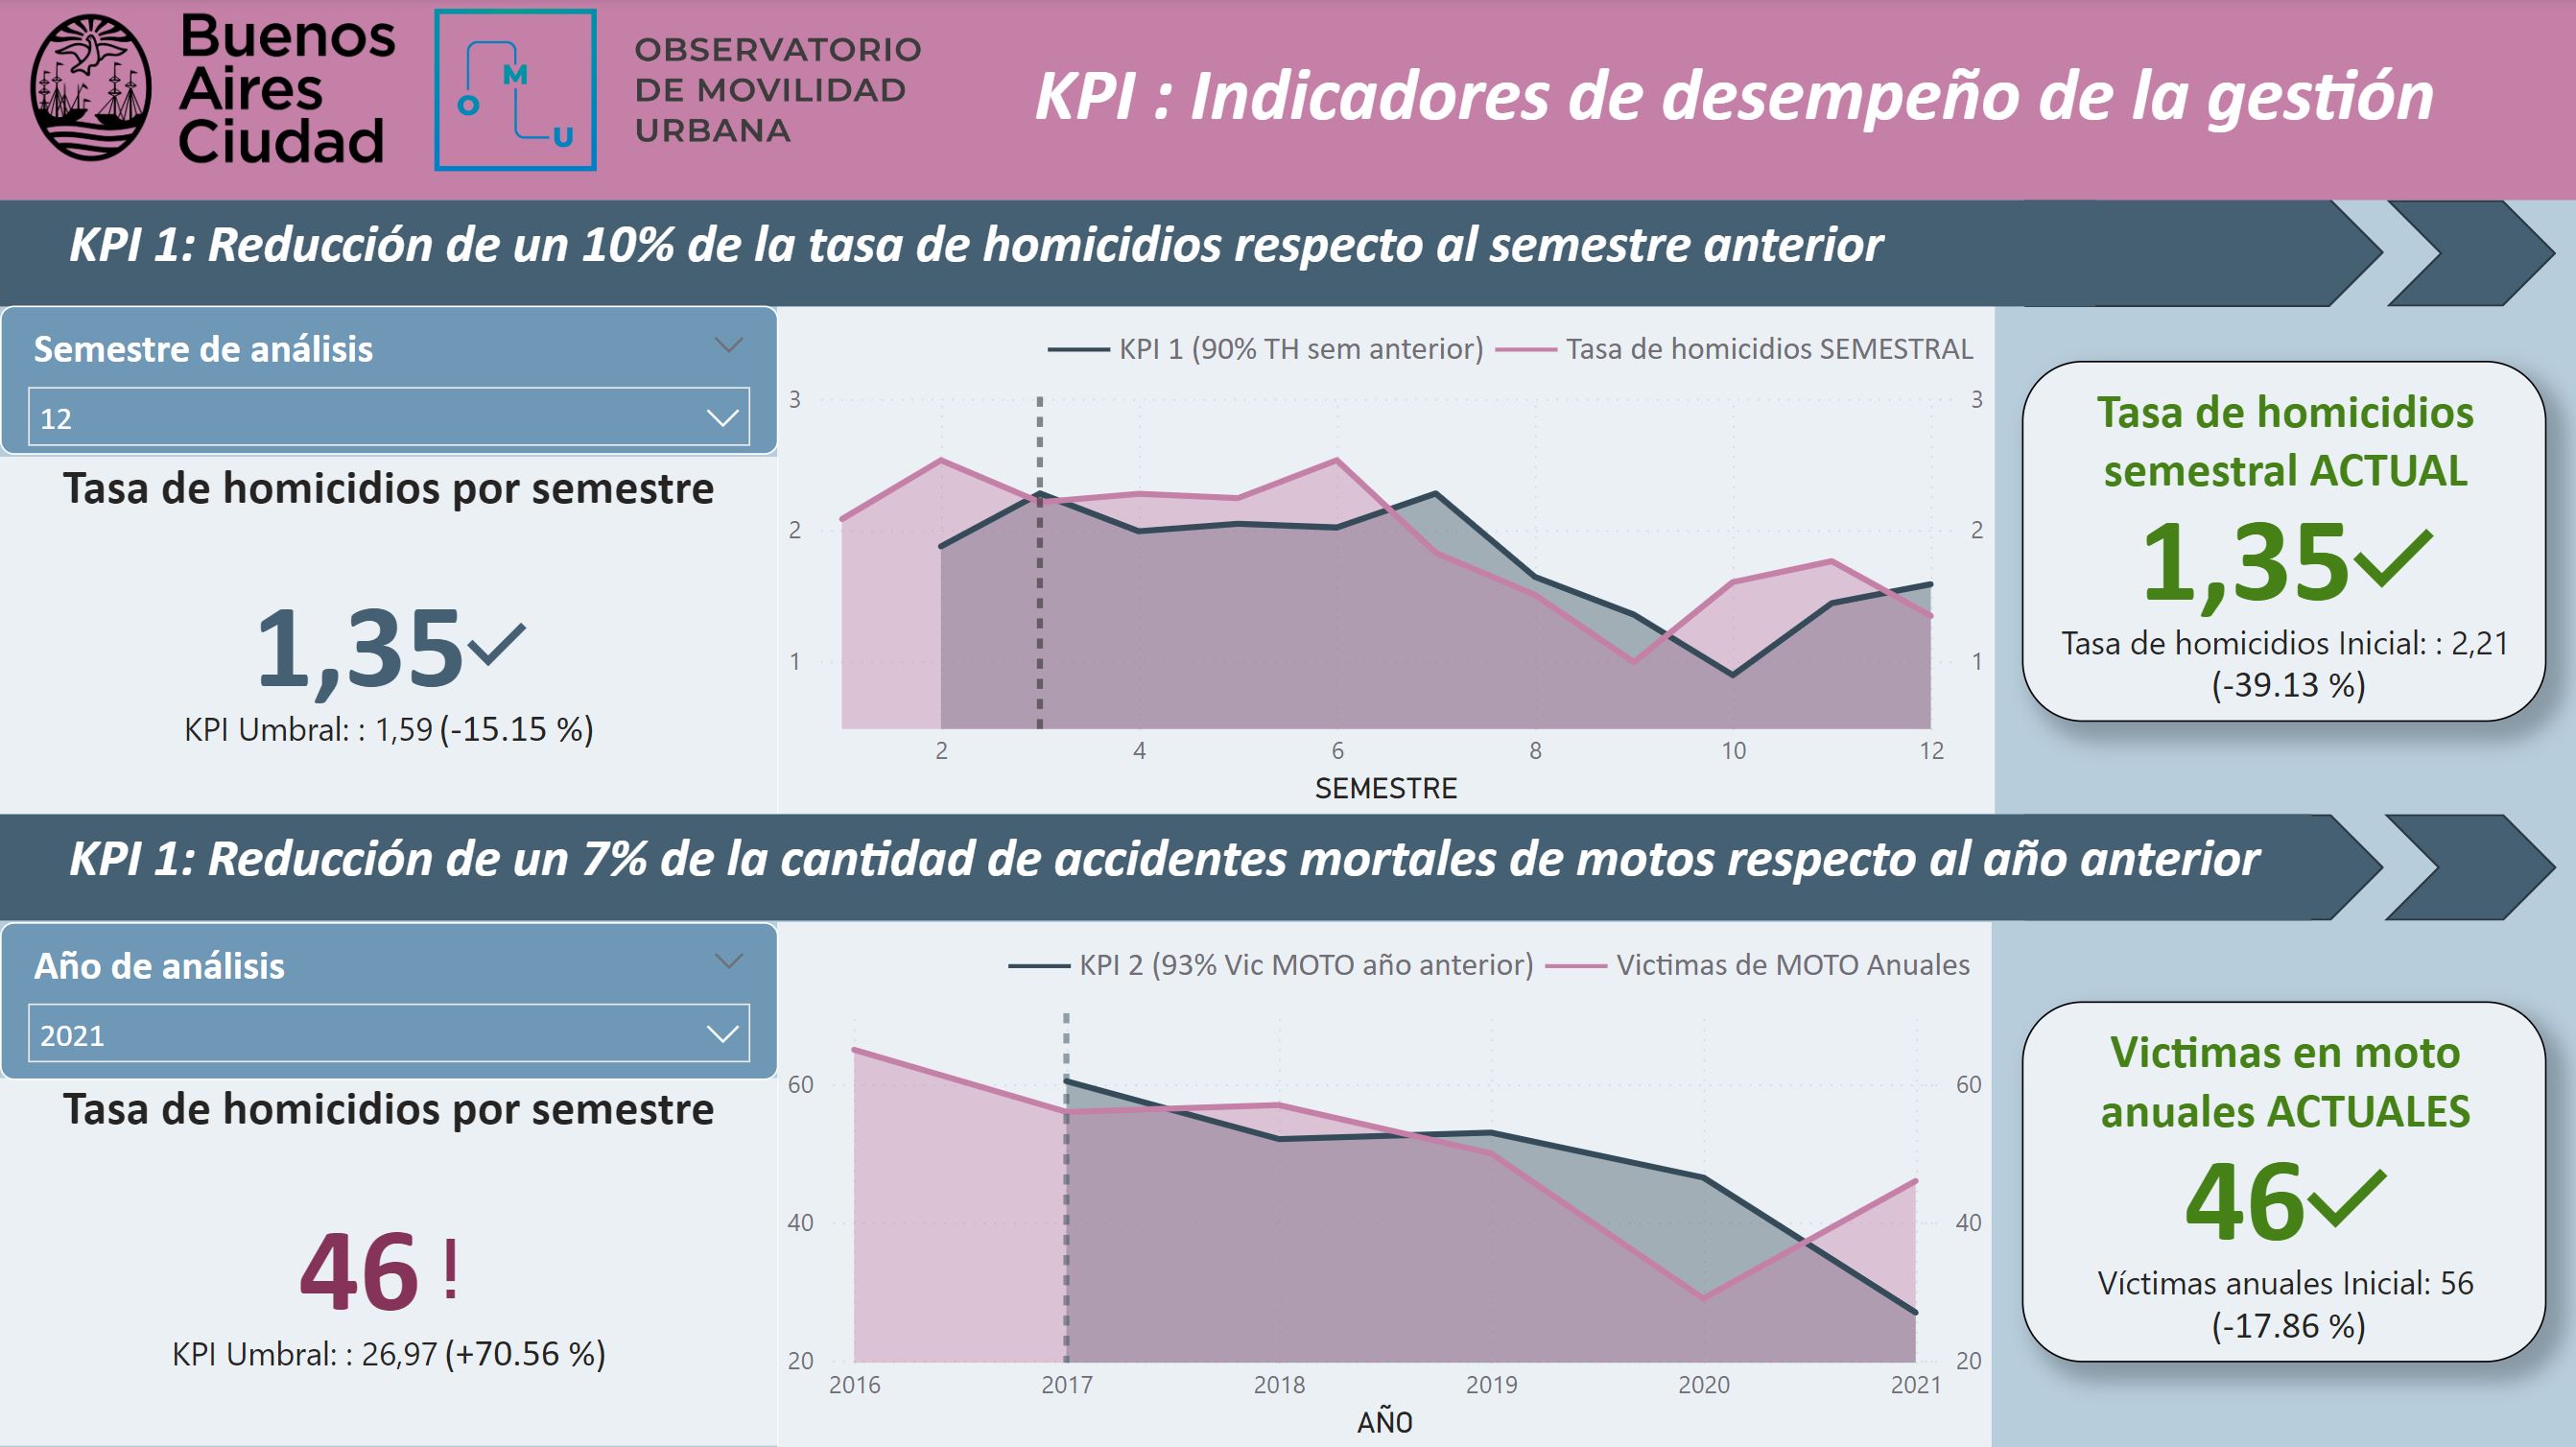 Buenos
Aires
Ciudad
O
M
U
OBSERVATORIO
DE MOVILIDAD
URBANA
KPI : Indicadores de desempeño de la gestión
KPI 1: Reducción de un 10% de la tasa de homicidios respecto al semestre anterior
Semestre de análisis
12
Tasa de homicidios por semestre
1,35
KPI Umbral: : 1,59 (-15.15 %)
KPI 1 (90% TH sem anterior)
Tasa de homicidios SEMESTRAL
3
2
1
3
2
1
2
4
6
8
10
12
SEMESTRE
Tasa de homicidios
semestral ACTUAL
1,35
Tasa de homicidios Inicial: : 2,21
(-39.13 %)
KPI 1: Reducción de un 7% de la cantidad de accidentes mortales de motos respecto al año anterior
Año de análisis
2021
Tasa de homicidios por semestre
46 !
KPI Umbral: : 26,97 (+70.56 %)
KPI 2 (93% Vic MOTO año anterior)
Victimas de MOTO Anuales
60
40
20
60
40
20
2016
2017
2018
2019
2020
2021
AÑO
Victimas en moto
anuales ACTUALES
46
Víctimas anuales Inicial: 56
(-17.86 %)